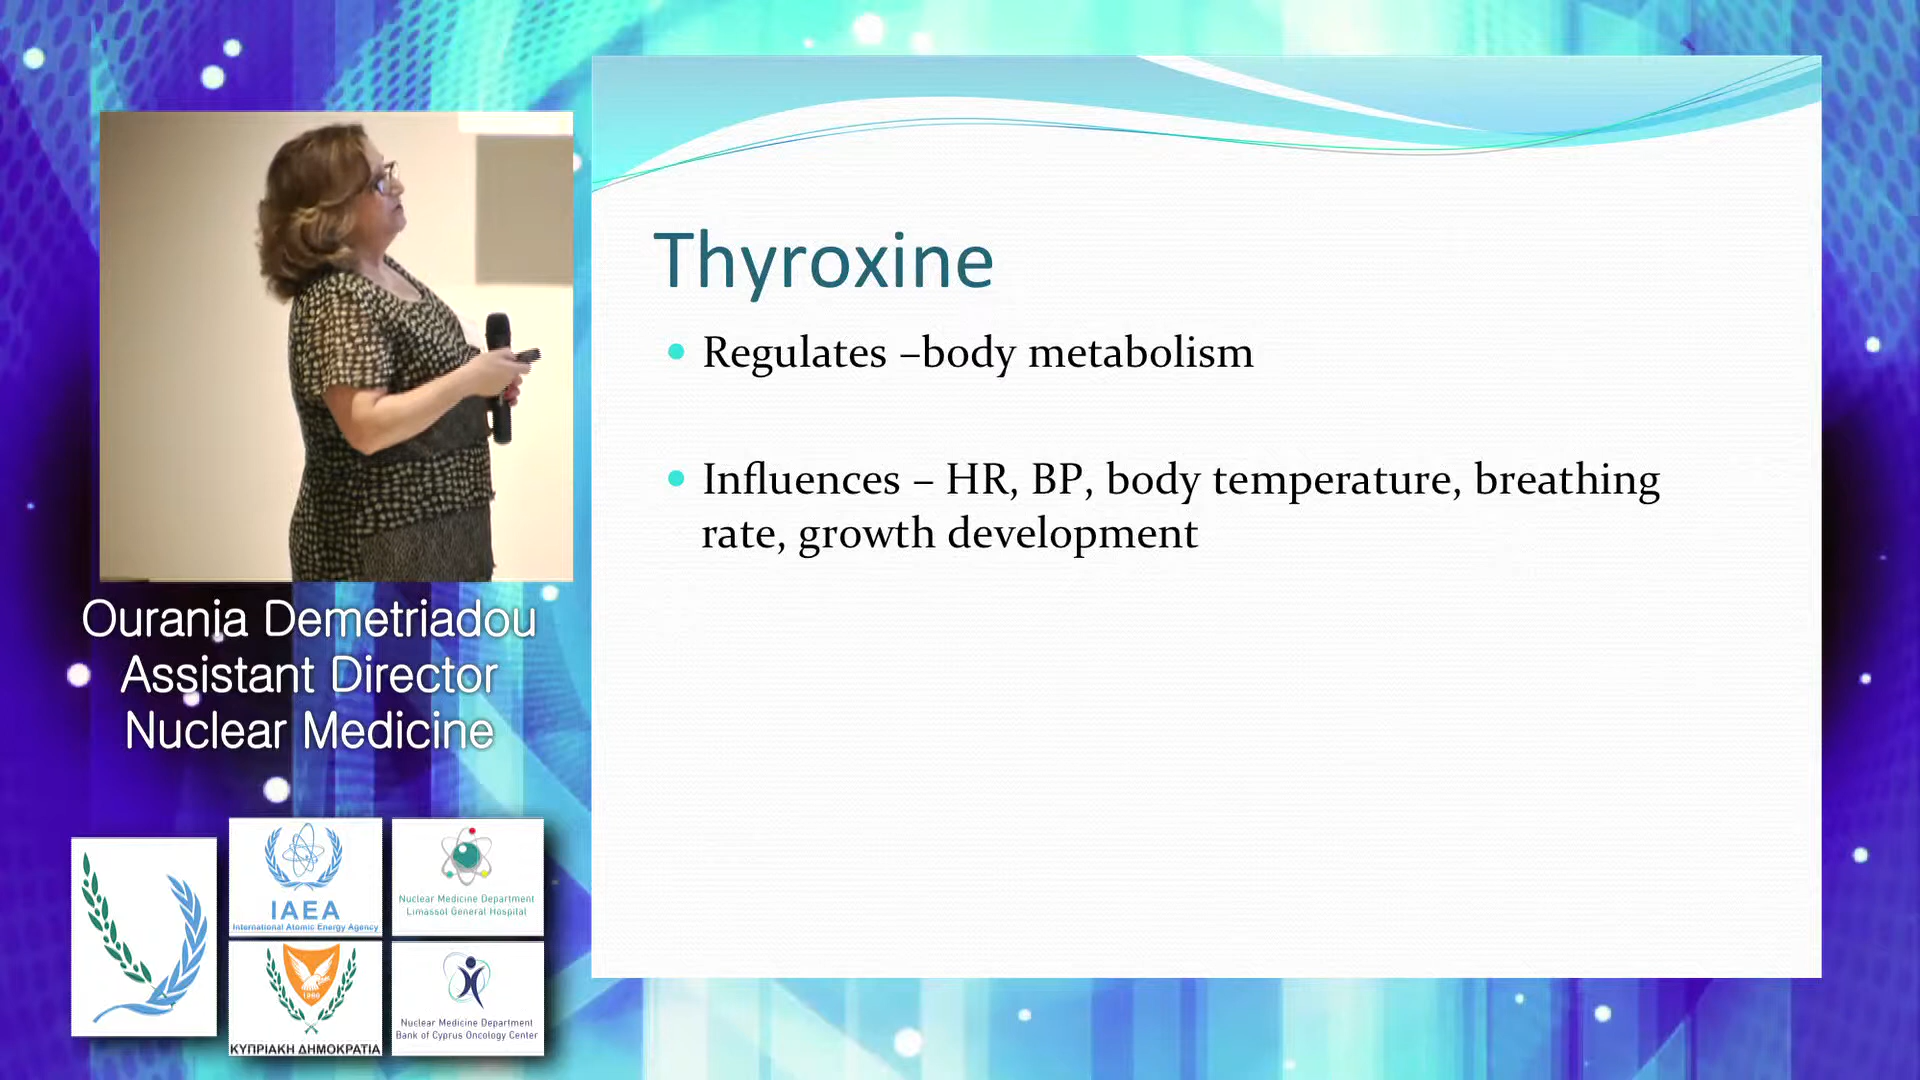 Thyroxine
Regulates –body metabolism
Influences – HR, BP, body temperature, breathing
rate, growth development
Ourania Demetriadou
Assistant Director
Nuclear Medicine
IAEA
International Atomic Energy Agency
Nuclear Medicine Department
Limassol General Hospital
1960
ΚΥΠΡΙΑΚΗ ΔΗΜΟΚΡΑΤΙΑ
Nuclear Medicine Department
Bank of Cyprus Oncology Center